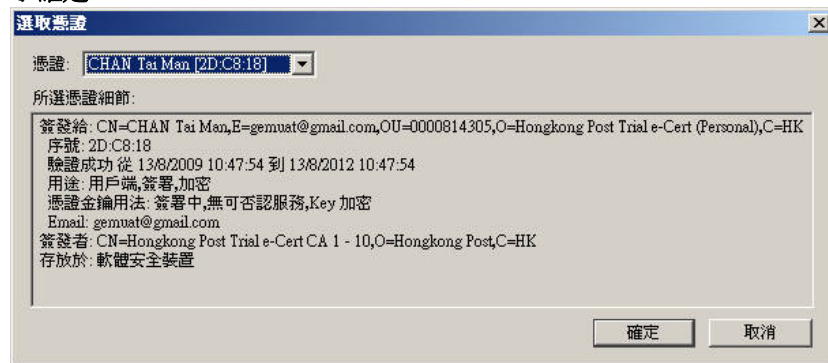 選取憑證
憑證: CHAN Tai Man [2D:C8:18]
所選憑證細節:
簽發給: CN=CHAN Tai Man,E=gemuat@gmail.com,OU=0000814305,O=Hongkong Post Trial e-Cert (Personal),C=HK
序號: 2D:C8:18
驗證成功 從 13/8/2009 10:47:54 到 13/8/2012 10:47:54
用途: 用戶端,簽署,加密
憑證金鑰用法: 簽署中,無可否認服務,Key 加密
Email: gemuat@gmail.com
簽發者: CN=Hongkong Post Trial e-Cert CA 1 - 10,O=Hongkong Post,C=HK
存放於: 軟體安全裝置
確定 取消